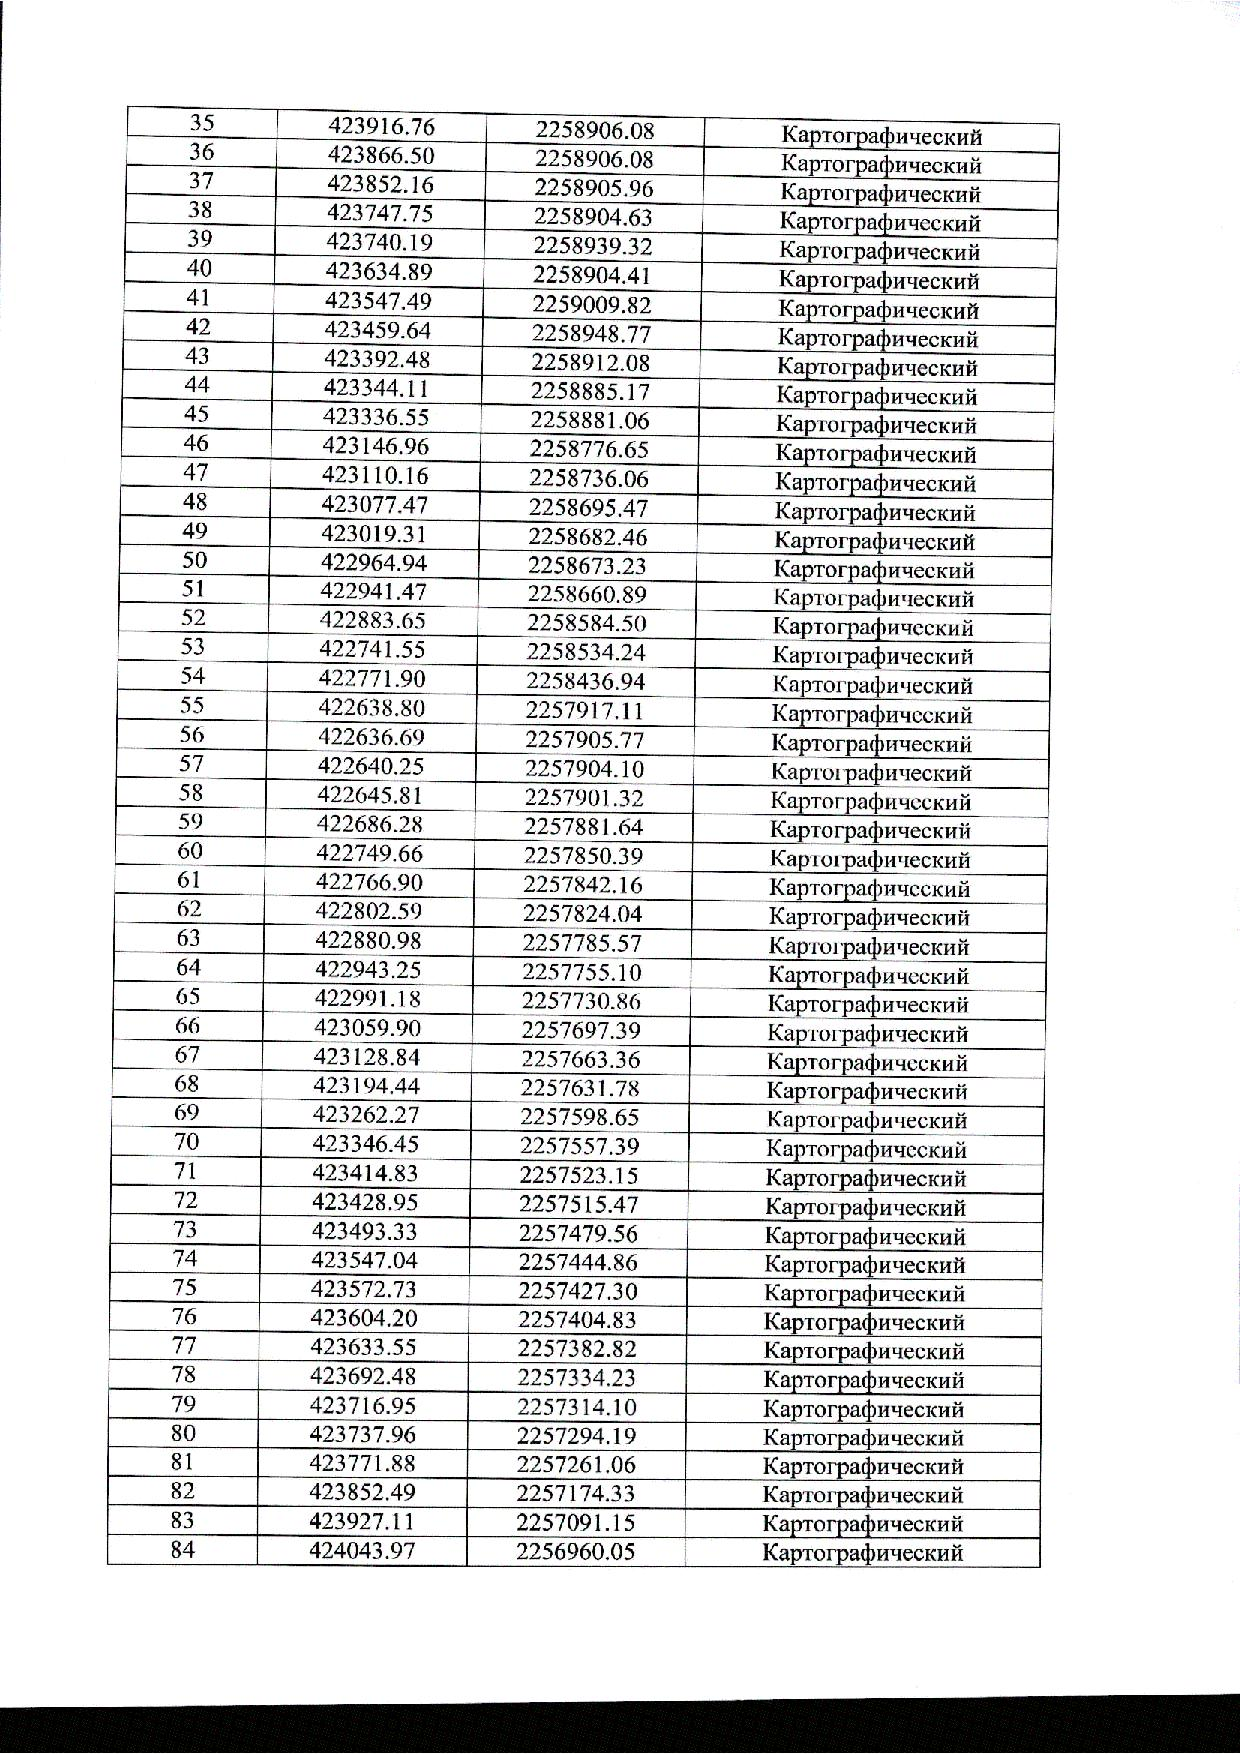 35 423916.76 2258906.08 Картографический
36 423866.50 2258906.08 Картографический
37 423852.16 2258905.96 Картографический
38 423747.75 2258904.63 Картографический
39 423740.19 2258939.32 Картографический
40 423634.89 2258904.41 Картографический
41 423547.49 2259009.82 Картографический
42 423459.64 2258948.77 Картографический
43 423392.48 2258912.08 Картографический
44 423344.11 2258885.17 Картографический
45 423336.55 2258881.06 Картографический
46 423146.96 2258776.65 Картографический
47 423110.16 2258736.06 Картографический
48 423077.47 2258695.47 Картографический
49 423019.31 2258682.46 Картографический
50 422964.94 2258673.23 Картографический
51 422941.47 2258660.89 Картографический
52 422883.65 2258584.50 Картографический
53 422741.55 2258534.24 Картографический
54 422771.90 2258436.94 Картографический
55 422638.80 2257917.11 Картографический
56 422636.69 2257905.77 Картографический
57 422640.25 2257904.10 Картографический
58 422645.81 2257901.32 Картографический
59 422686.28 2257881.64 Картографический
60 422749.66 2257850.39 Картографический
61 422766.90 2257842.16 Картографический
62 422802.59 2257824.04 Картографический
63 422880.98 2257785.57 Картографический
64 422943.25 2257755.10 Картографический
65 422991.18 2257730.86 Картографический
66 423059.90 2257697.39 Картографический
67 423128.84 2257663.36 Картографический
68 423194.44 2257631.78 Картографический
69 423262.27 2257598.65 Картографический
70 423346.45 2257557.39 Картографический
71 423414.83 2257523.15 Картографический
72 423428.95 2257515.47 Картографический
73 423493.33 2257479.56 Картографический
74 423547.04 2257444.86 Картографический
75 423572.73 2257427.30 Картографический
76 423604.20 2257404.83 Картографический
77 423633.55 2257382.82 Картографический
78 423692.48 2257334.23 Картографический
79 423716.95 2257314.10 Картографический
80 423737.96 2257294.19 Картографический
81 423771.88 2257261.06 Картографический
82 423852.49 2257174.33 Картографический
83 423927.11 2257091.15 Картографический
84 424043.97 2256960.05 Картографический